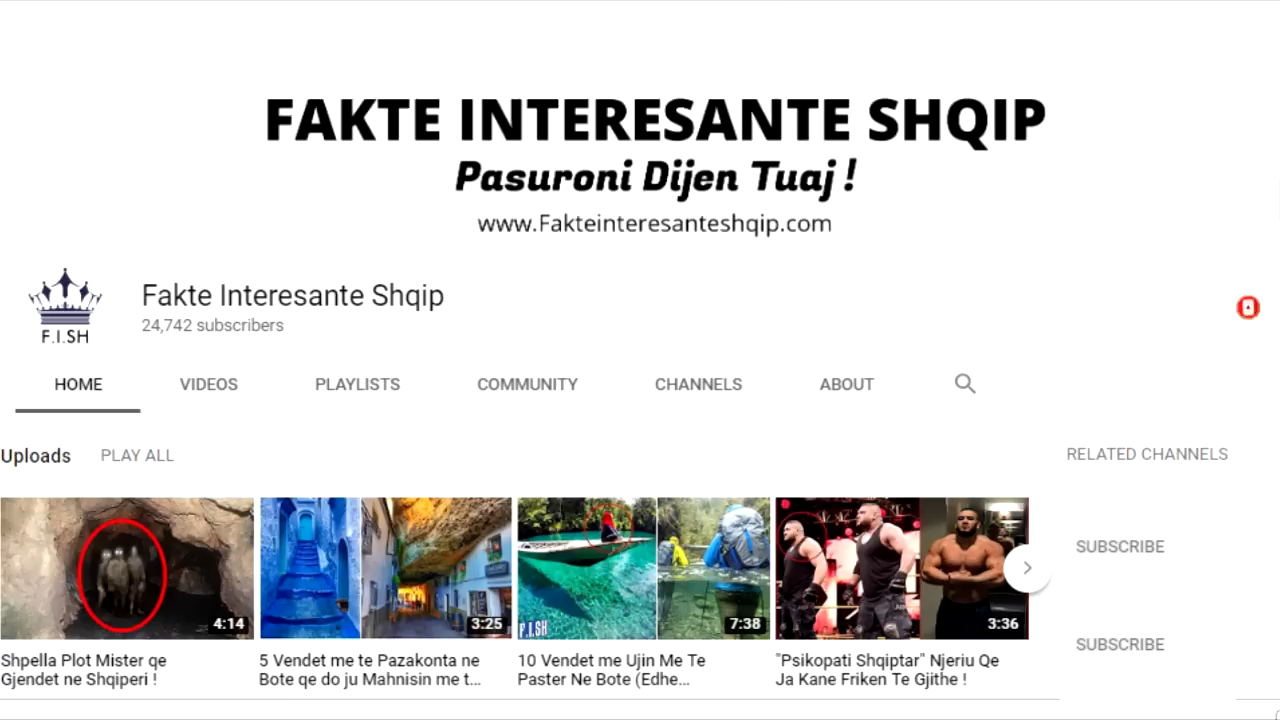 FAKTE INTERESANTE SHQIP
Pasuroni Dijen Tuaj !
www.Fakteinteresanteshqip.com
F.I.SH
Fakte Interesante Shqip
24,742 subscribers
HOME VIDEOS PLAYLISTS COMMUNITY CHANNELS ABOUT
Uploads PLAY ALL
RELATED CHANNELS
4:14
Shpella Plot Mister qe
Gjendet ne Shqiperi !
3:25
5 Vendet me te Pazakonta ne
Bote qe do ju Mahnisin me t...
F.I.SH
7:38
10 Vendet me Ujin Me Te
Paster Ne Bote (Edhe...
3:36
"Psikopati Shqiptar" Njeriu Qe
Ja Kane Friken Te Gjithe !
SUBSCRIBE
SUBSCRIBE